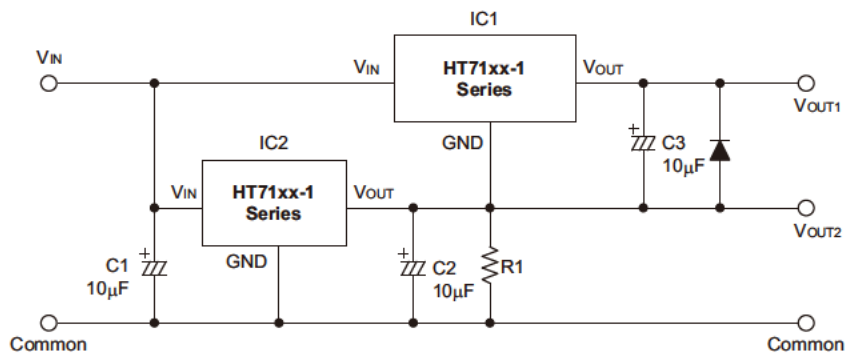 IC1
VIN
VIN
HT71xx-1
Series
VOUT
VOUT1
GND
C3
10µF
IC2
VIN
HT71xx-1
Series
VOUT
VOUT2
GND
C1
10µF
C2
10µF
R1
Common
Common